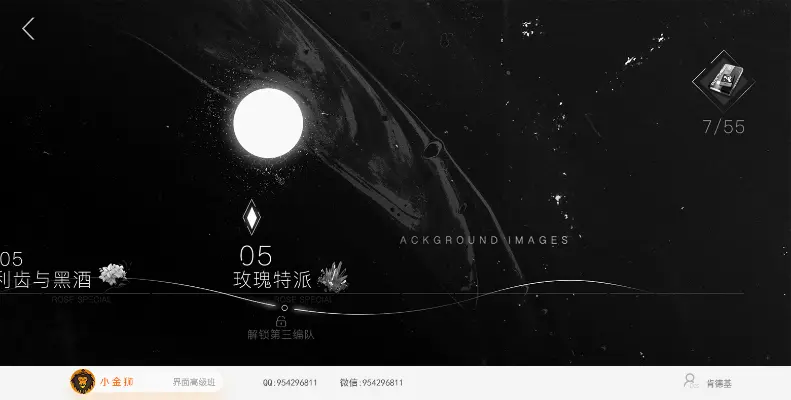 7/55
ACKGROUND IMAGES
05
利齿与黑酒
ROSE SPECIAL
05
玫瑰特派
ROSE SPECIAL
解锁第三编队
小金狮
界面高级班
QQ:954296811
微信:954296811
肯德基